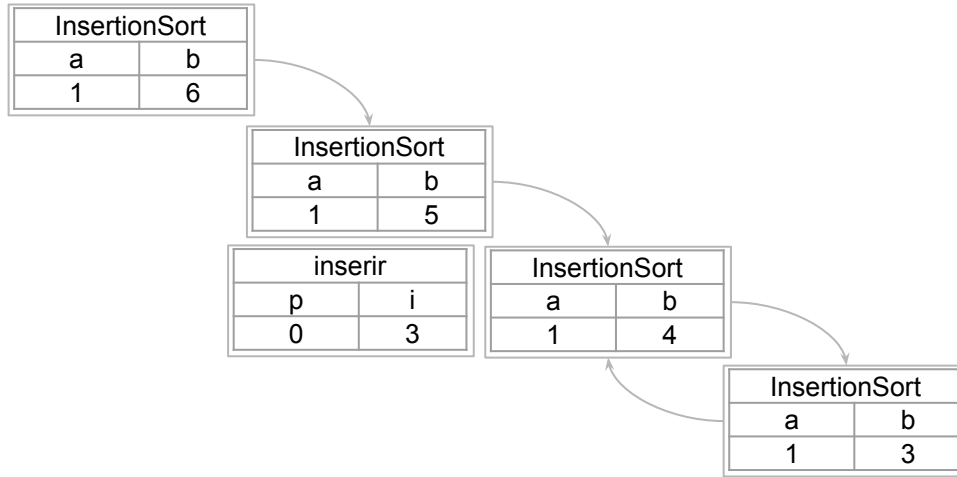 InsertionSort
a b
1 6
InsertionSort
a b
1 5
inserir
p i
0 3
InsertionSort
a b
1 4
InsertionSort
a b
1 3